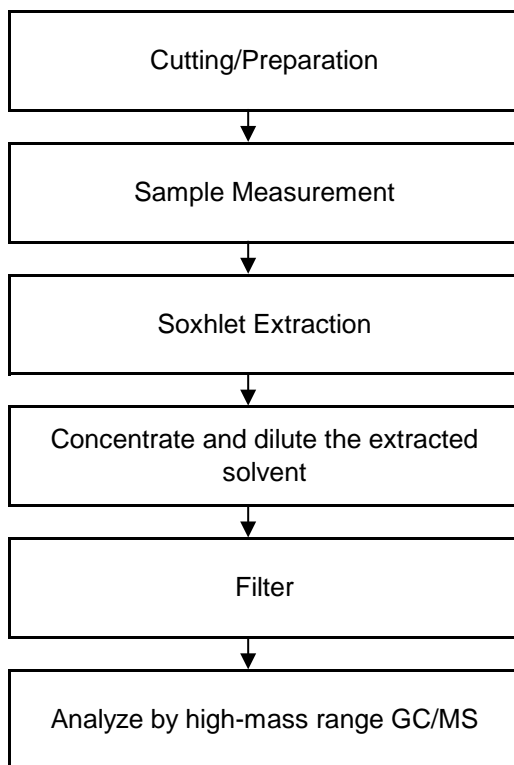 Cutting/Preparation
Sample Measurement
Soxhlet Extraction
Concentrate and dilute the extracted
solvent
Filter
Analyze by high-mass range GC/MS